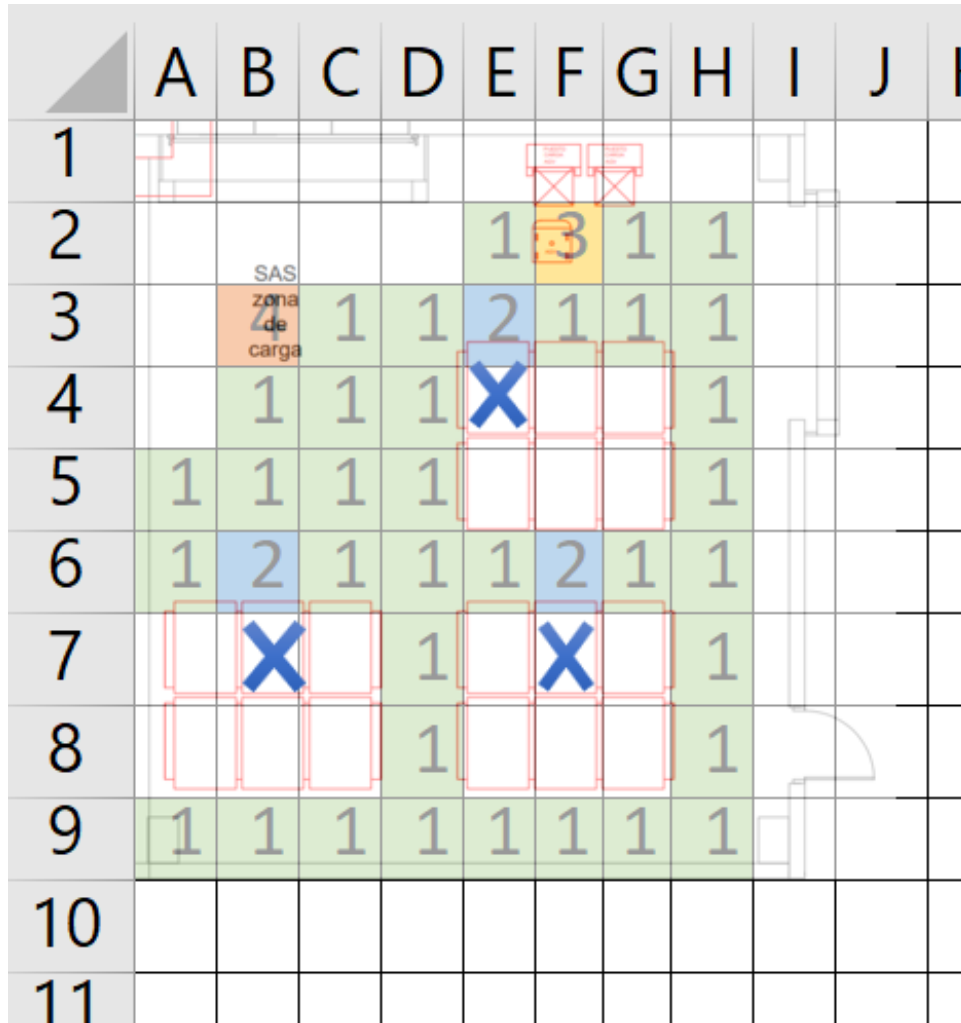 A B C D E F G H I J
1
2 1 3 1 1
SAS
3 4 1 1 2 1 1 1
zona
de
carga
4 1 1 1 1
5 1 1 1 1 1
6 1 2 1 1 1 2 1 1
7 1 1
8 1 1
9 1 1 1 1 1 1 1 1
10
11